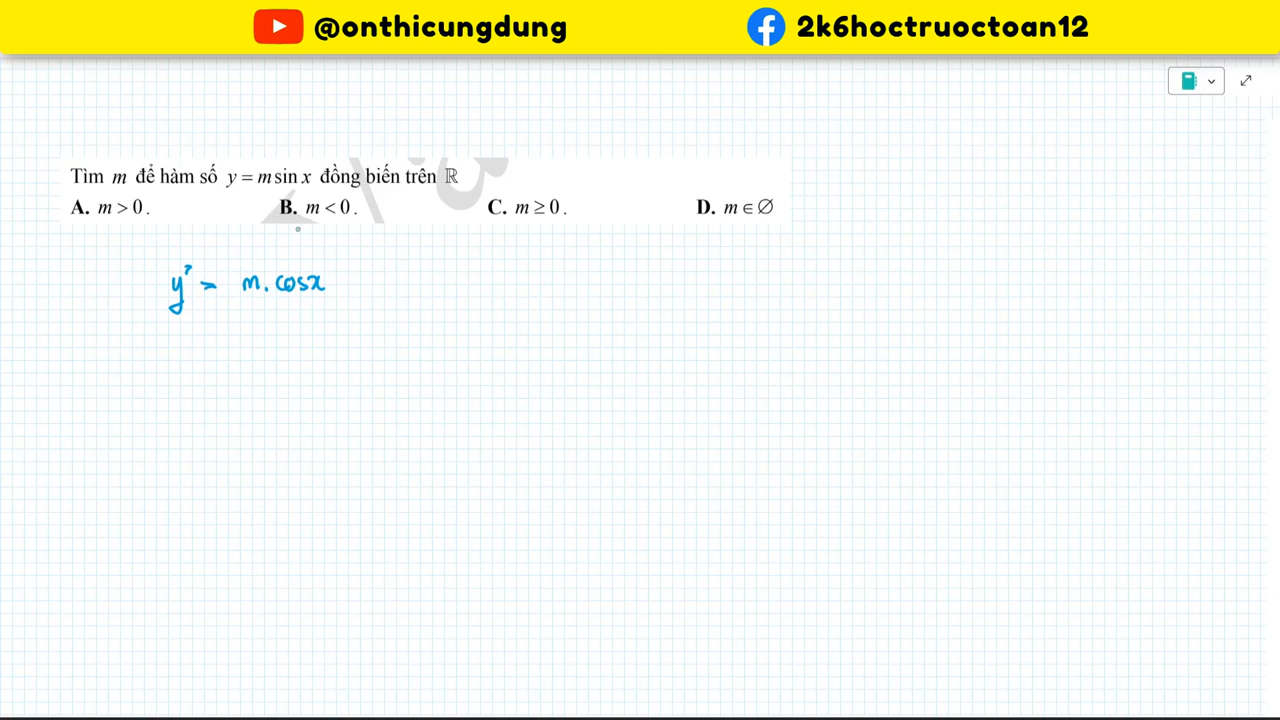 @onthicungdung 2k6hoctruoctoan12
Tìm m để hàm số y = m sin x đồng biến trên ℝ
A. m > 0. B. m < 0. C. m ≥ 0. D. m ∈ ∅
y' = m. cosx